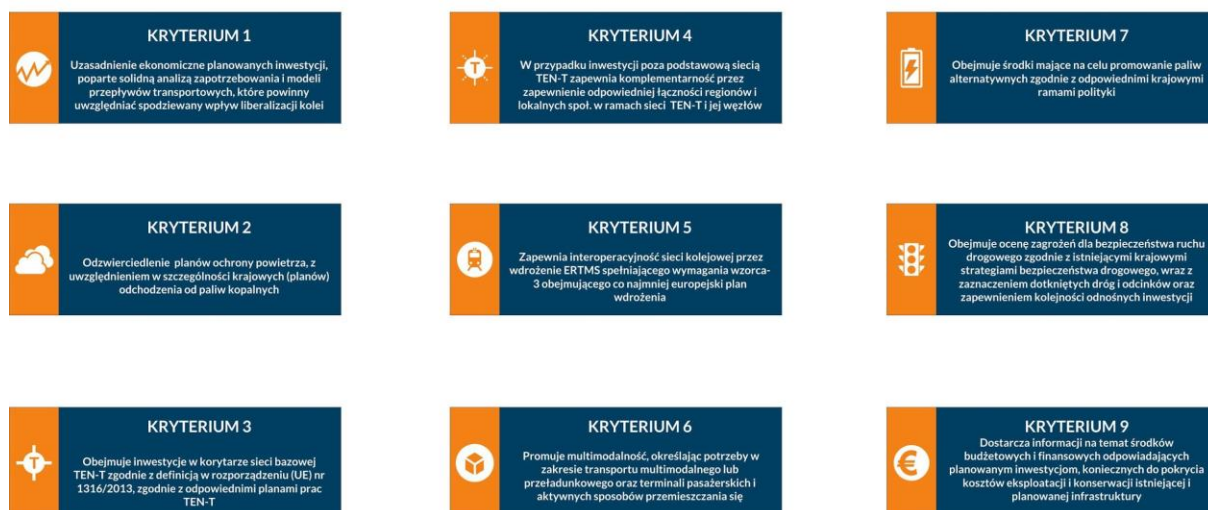 KRYTERIUM 1
Uzasadnienie ekonomiczne planowanych inwestycji,
poparte solidną analizą zapotrzebowania i modeli
przepływów transportowych, które powinny
uwzględniać spodziewany wpływ liberalizacji kolei
KRYTERIUM 2
Odzwierciedlenie planów ochrony powietrza, z
uwzględnieniem w szczególności krajowych (planów)
odchodzenia od paliw kopalnych
KRYTERIUM 3
Obejmuje inwestycje w korytarze sieci bazowej
TEN-T zgodnie z definicją w rozporządzeniu (UE) nr
1316/2013, zgodnie z odpowiednimi planami prac
TEN-T
KRYTERIUM 4
W przypadku inwestycji poza podstawową siecią
TEN-T zapewnia komplementarność przez
zapewnienie odpowiedniej łączności regionów i
lokalnych społ. w ramach sieci TEN-T i jej węzłów
KRYTERIUM 5
Zapewnia interoperacyjność sieci kolejowej przez
wdrożenie ERTMS spełniającego wymagania wzorca-
3 obejmującego co najmniej europejski plan
wdrożenia
KRYTERIUM 6
Promuje multimodalność, określając potrzeby w
zakresie transportu multimodalnego lub
przeładunkowego oraz terminali pasażerskich i
aktywnych sposobów przemieszczania się
KRYTERIUM 7
Obejmuje środki mające na celu promowanie paliw
alternatywnych zgodnie z odpowiednimi krajowymi
ramami polityki
KRYTERIUM 8
Obejmuje ocenę zagrożeń dla bezpieczeństwa ruchu
drogowego zgodnie z istniejącymi krajowymi
strategiami bezpieczeństwa drogowego, wraz z
zaznaczeniem dotkniętych dróg i odcinków oraz
zapewnieniem kolejności odnośnych inwestycji
KRYTERIUM 9
Dostarcza informacji na temat środków
budżetowych i finansowych odpowiadających
planowanym inwestycjom, koniecznych do pokrycia
kosztów eksploatacji i konserwacji istniejącej i
planowanej infrastruktury